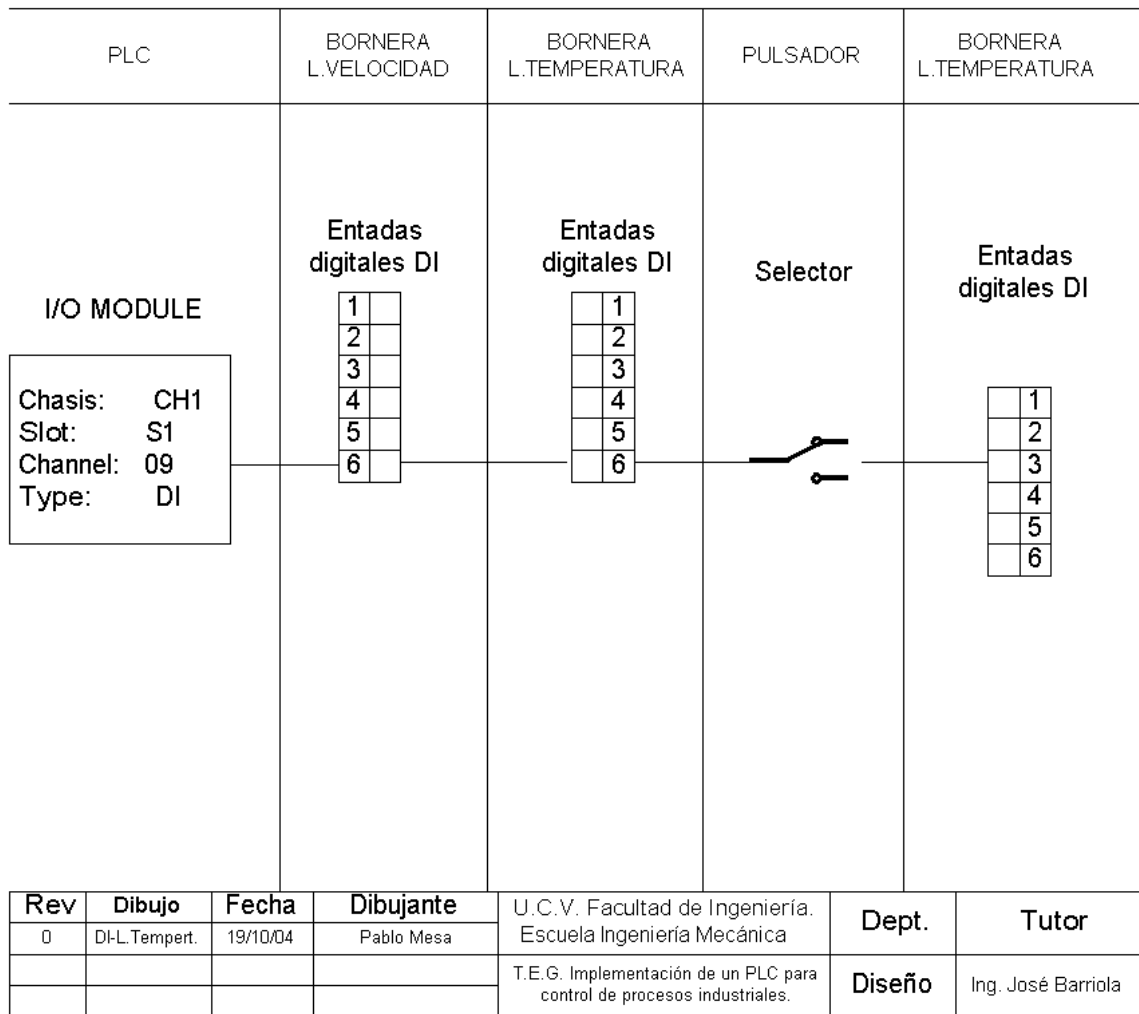 PLC
BORNERA
L.VELOCIDAD
BORNERA
L.TEMPERATURA
PULSADOR
BORNERA
L.TEMPERATURA
I/O MODULE
Chasis: CH1
Slot: S1
Channel: 09
Type: DI
Entadas
digitales DI
1
2
3
4
5
6
Entadas
digitales DI
1
2
3
4
5
6
Selector
Entadas
digitales DI
1
2
3
4
5
6
Rev Dibujo Fecha Dibujante
0 DI-L.Tempert. 19/10/04 Pablo Mesa
U.C.V. Facultad de Ingeniería.
Escuela Ingeniería Mecánica
Dept. Tutor
T.E.G. Implementación de un PLC para
control de procesos industriales.
Diseño Ing. José Barriola